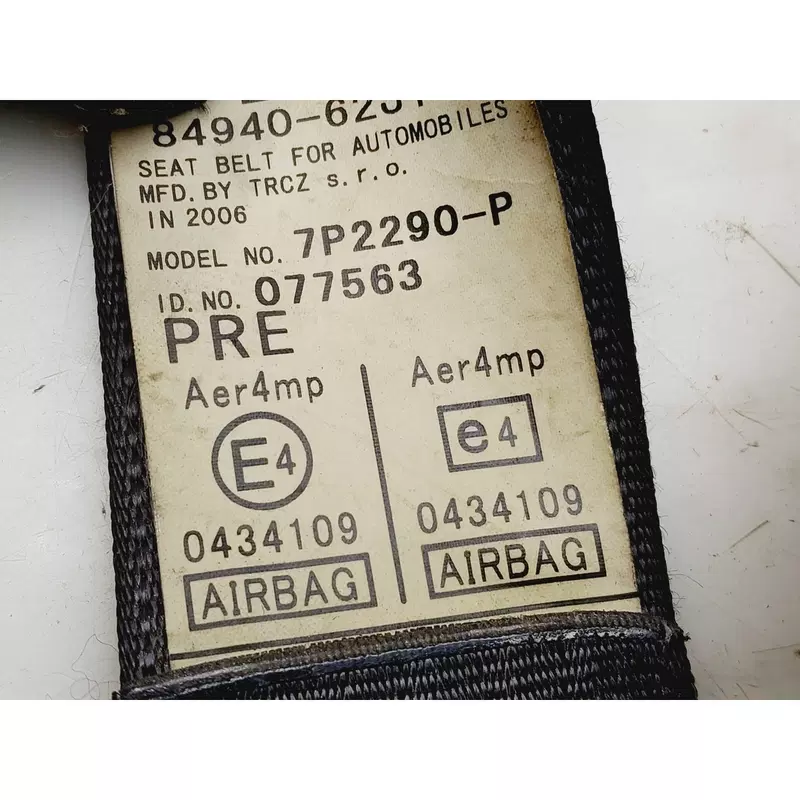 SEAT BELT FOR AUTOMOBILES
MFD. BY TRCZ s.r.o.
IN 2006
MODEL NO. 7P2290-P
ID. NO. 077563
PRE
Aer4mp
E4
0434109
AIRBAG
Aer4mp
e4
0434109
AIRBAG